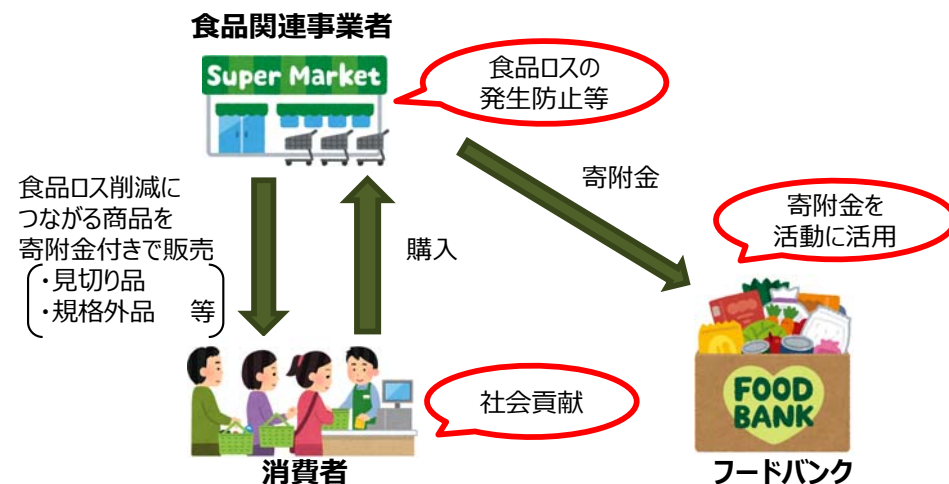 食品関連事業者
Super Market
食品ロスの
発生防止等
食品ロス削減に
つながる商品を
寄附金付きで販売
・見切り品
・規格外品 等
購入
寄附金
寄附金を
活動に活用
社会貢献
FOOD
BANK
消費者
フードバンク